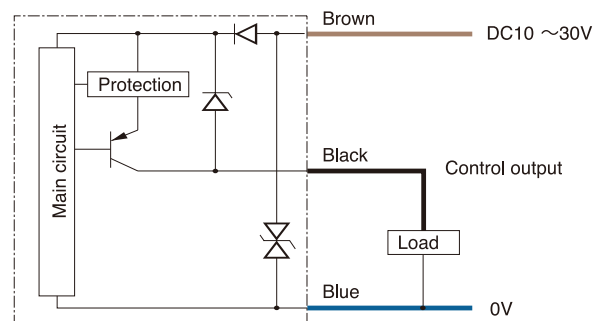 Brown
DC10 ～30V
Protection
Main circuit
Black
Control output
Load
Blue
0V